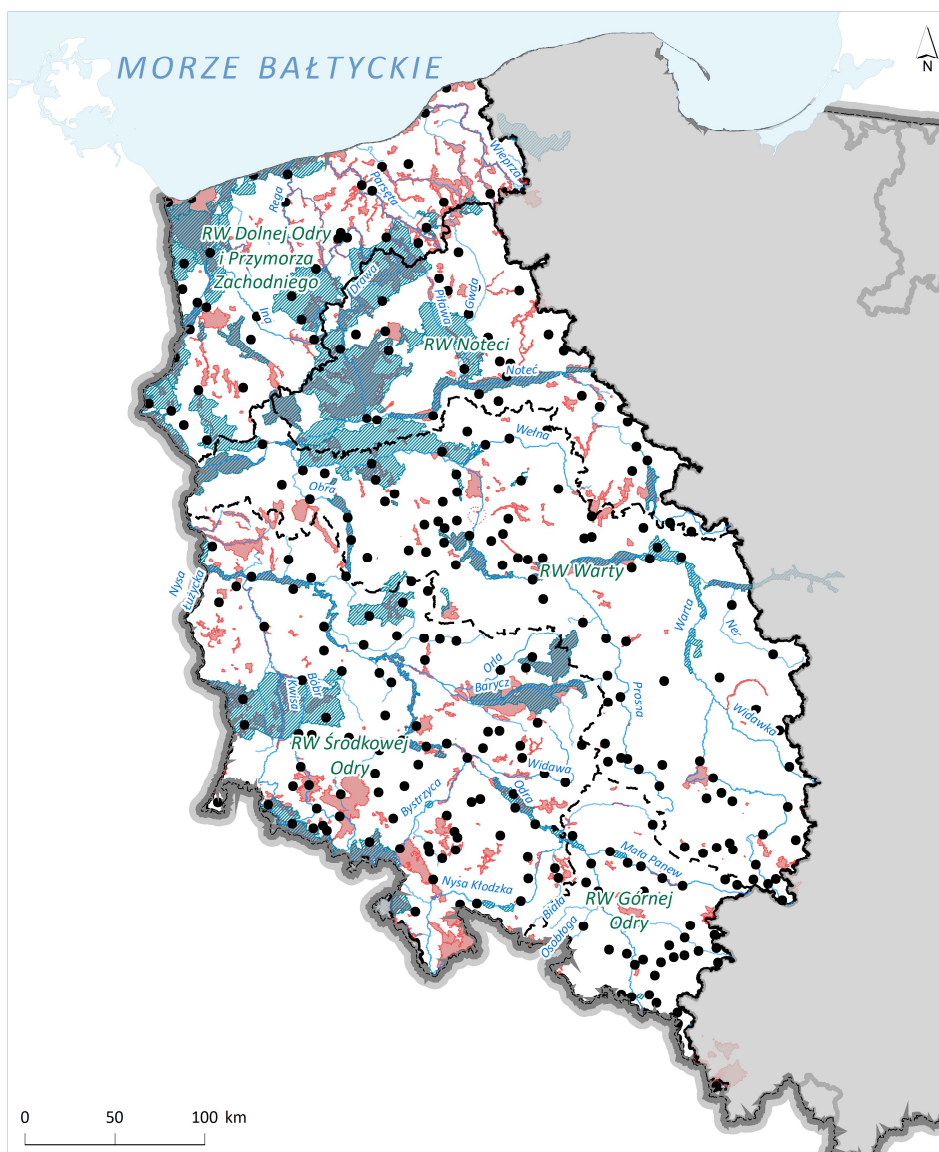 MORZE BAŁTYCKIE
N
Wieprza
Parsęta
Rega
RW Dolnej Odry
i Przymorza
Zachodniego
Drawa
Ina
Piława
Gwda
RW Noteci
Noteć
Wełna
Obra
Nysa
Łużycka
RW Warty
Warta
Ner
Orla
Barycz
Prosna
Widawka
Kwisa
Bóbr
RW Środkowej
Odry
Widawa
Odra
Bystrzyca
Mała Panew
Nysa Kłodzka
Biała
Osobłoga
RW Górnej
Odry
0 50 100 km